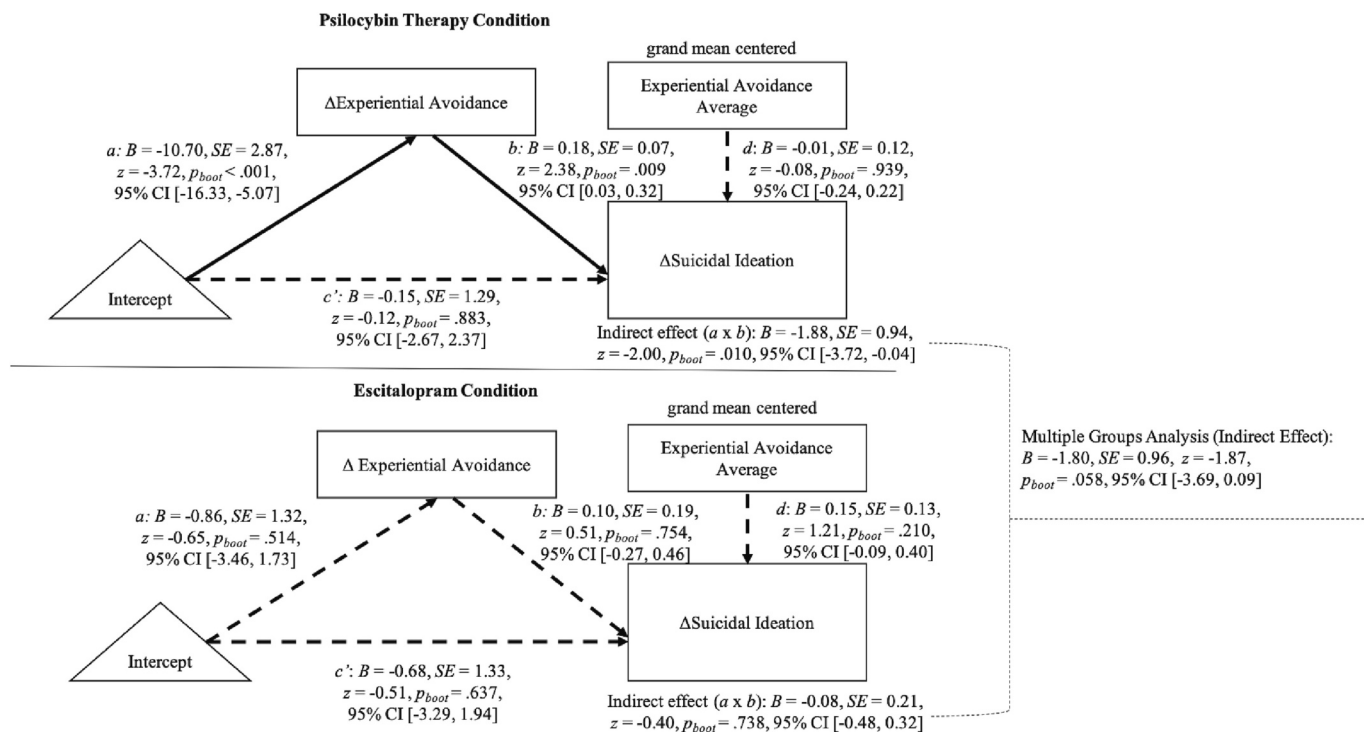 Psilocybin Therapy Condition
grand mean centered
ΔExperiential Avoidance
Experiential Avoidance
Average
a: B = -10.70, SE = 2.87,
z = -3.72, pboot < .001,
95% CI [-16.33, -5.07]
b: B = 0.18, SE = 0.07,
z = 2.38, pboot = .009
95% CI [0.03, 0.32]
d: B = -0.01, SE = 0.12,
z = -0.08, pboot = .939,
95% CI [-0.24, 0.22]
Intercept
ΔSuicidal Ideation
c’: B = -0.15, SE = 1.29,
z = -0.12, pboot = .883,
95% CI [-2.67, 2.37]
Indirect effect (a x b): B = -1.88, SE = 0.94,
z = -2.00, pboot = .010, 95% CI [-3.72, -0.04]
Escitalopram Condition
grand mean centered
Δ Experiential Avoidance
Experiential Avoidance
Average
a: B = -0.86, SE = 1.32,
z = -0.65, pboot = .514,
95% CI [-3.46, 1.73]
b: B = 0.10, SE = 0.19,
z = 0.51, pboot = .754,
95% CI [-0.27, 0.46]
d: B = 0.15, SE = 0.13,
z = 1.21, pboot = .210,
95% CI [-0.09, 0.40]
Intercept
ΔSuicidal Ideation
c’: B = -0.68, SE = 1.33,
z = -0.51, pboot = .637,
95% CI [-3.29, 1.94]
Indirect effect (a x b): B = -0.08, SE = 0.21,
z = -0.40, pboot = .738, 95% CI [-0.48, 0.32]
Multiple Groups Analysis (Indirect Effect):
B = -1.80, SE = 0.96, z = -1.87,
pboot = .058, 95% CI [-3.69, 0.09]